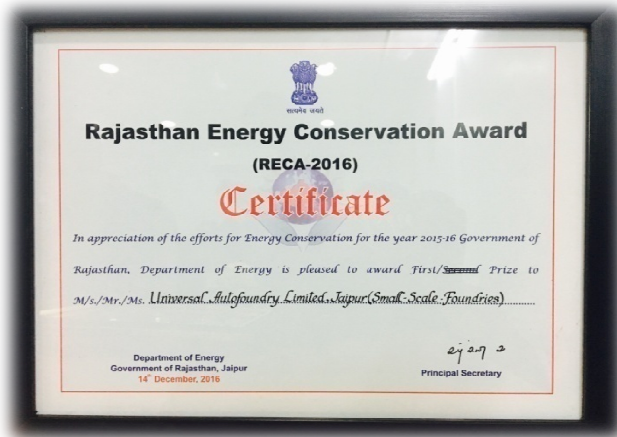 सत्यमेव जयते
Rajasthan Energy Conservation Award
(RECA-2016)
Certificate
In appreciation of the efforts for Energy Conservation for the year 2015-16 Government of
Rajasthan, Department of Energy is pleased to award First/Second Prize to
M/s./Mr./Ms. Universal Autofoundry Limited, Jaipur (Small-Scale-Foundries)
Department of Energy
Government of Rajasthan, Jaipur
14th December, 2016
Principal Secretary